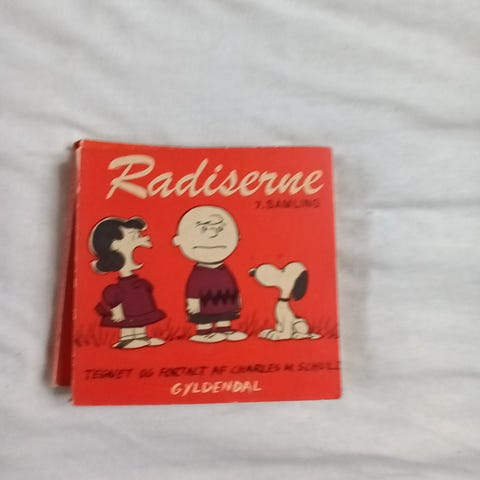 Radiserne
7. SAMLING
TEGNET OG FORTALT AF CHARLES M. SCHULZ
GYLDENDAL